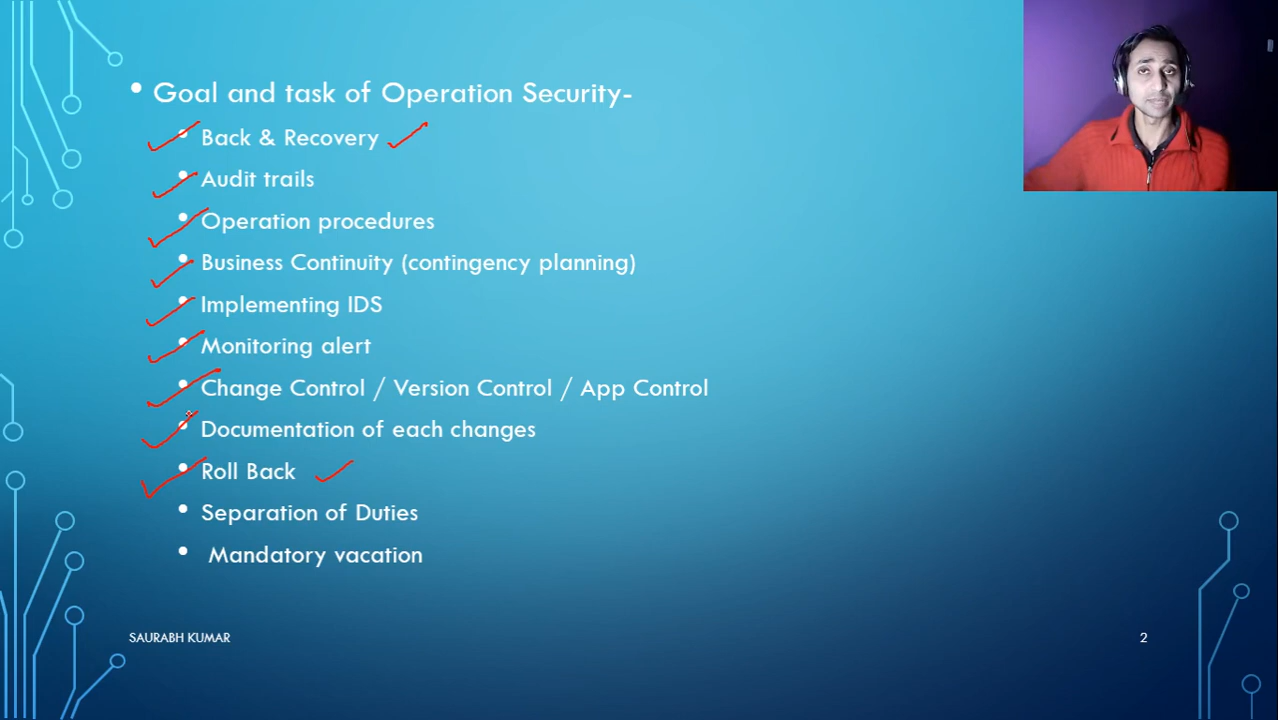 Goal and task of Operation Security-
Back & Recovery
Audit trails
Operation procedures
Business Continuity (contingency planning)
Implementing IDS
Monitoring alert
Change Control / Version Control / App Control
Documentation of each changes
Roll Back
Separation of Duties
Mandatory vacation
SAURABH KUMAR
2